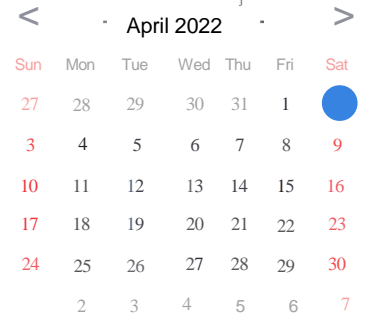 < April 2022 >
Sun Mon Tue Wed Thu Fri Sat
27 28 29 30 31 1
3 4 5 6 7 8 9
10 11 12 13 14 15 16
17 18 19 20 21 22 23
24 25 26 27 28 29 30
2 3 4 5 6 7